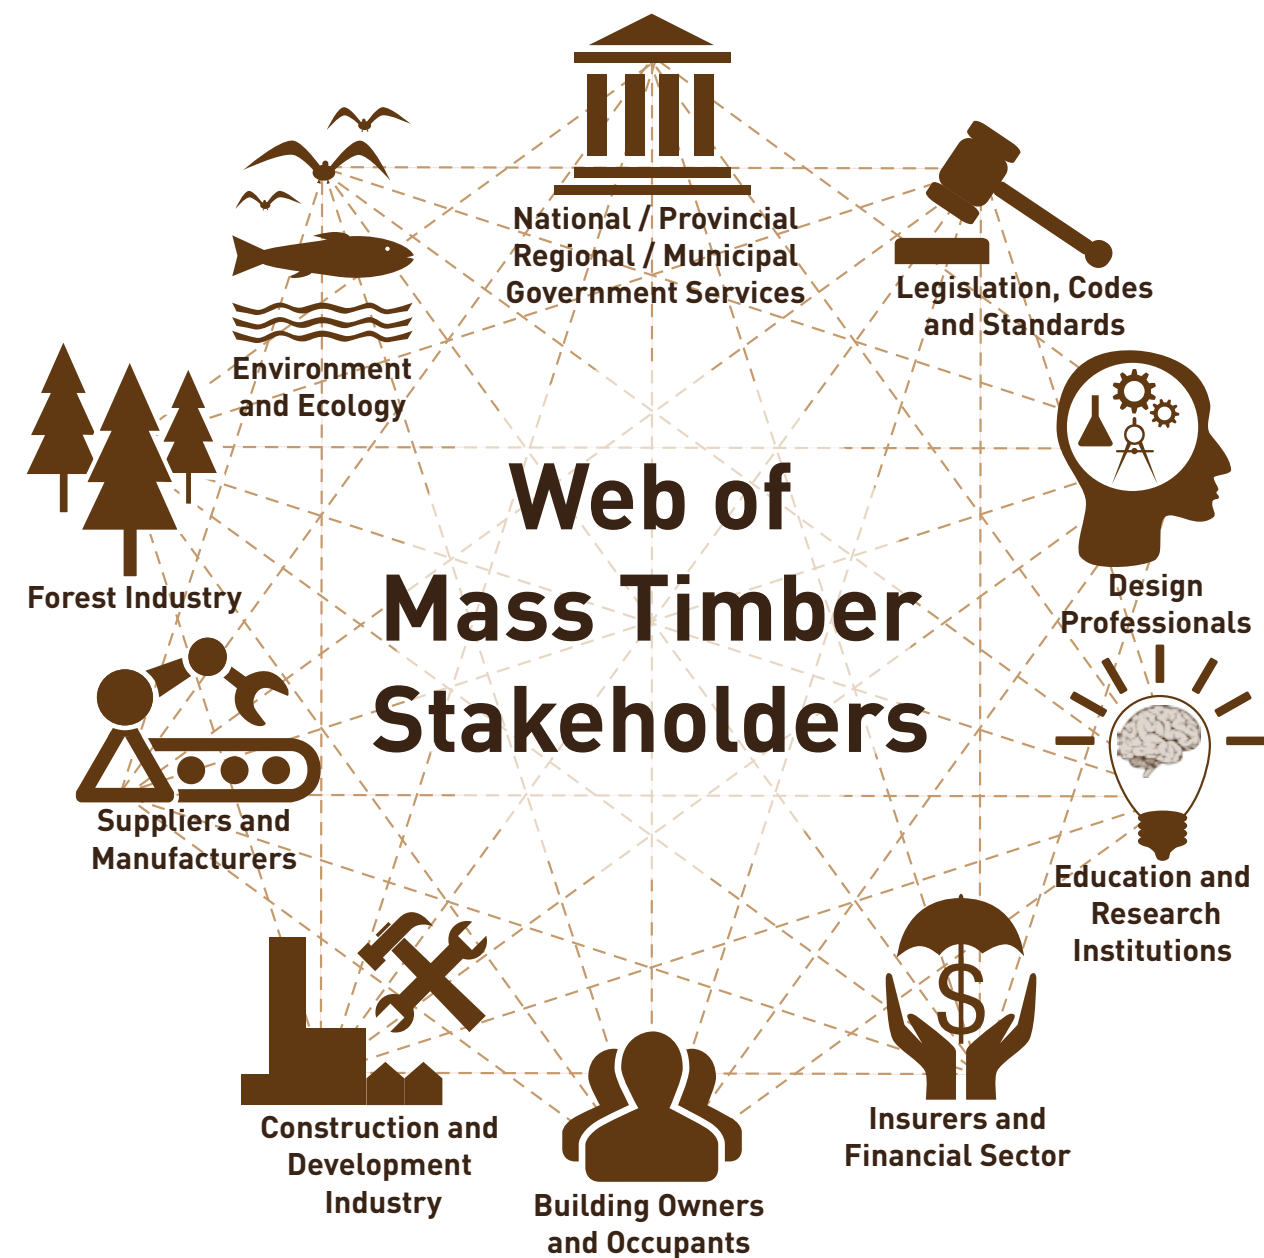 National / Provincial
Regional / Municipal
Government Services
Legislation, Codes
and Standards
Environment
and Ecology
Web of
Mass Timber
Stakeholders
Design
Professionals
Forest Industry
Suppliers and
Manufacturers
Education and
Research
Institutions
$
Insurers and
Financial Sector
Construction and
Development
Industry
Building Owners
and Occupants